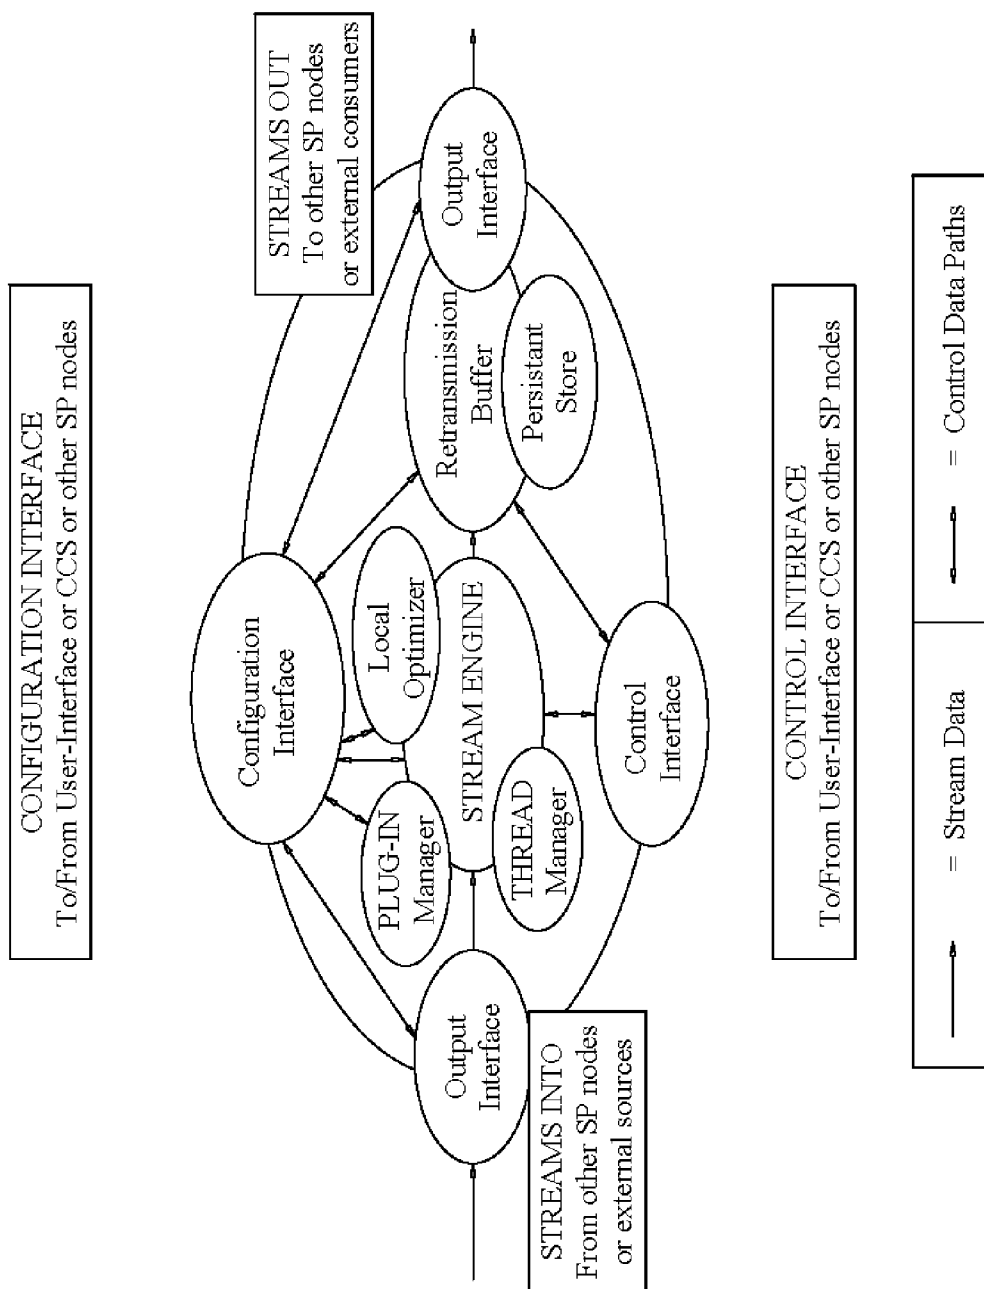 CONFIGURATION INTERFACE
To/From User-Interface or CCS or other SP nodes
STREAMS OUT
To other SP nodes
or external consumers
Configuration
Interface
Local
Optimizer
PLUG-IN
Manager
STREAM ENGINE
THREAD
Manager
Output
Interface
Retransmission
Buffer
Persistant
Store
Output
Interface
Control
Interface
STREAMS INTO
From other SP nodes
or external sources
CONTROL INTERFACE
To/From User-Interface or CCS or other SP nodes
= Stream Data
= Control Data Paths